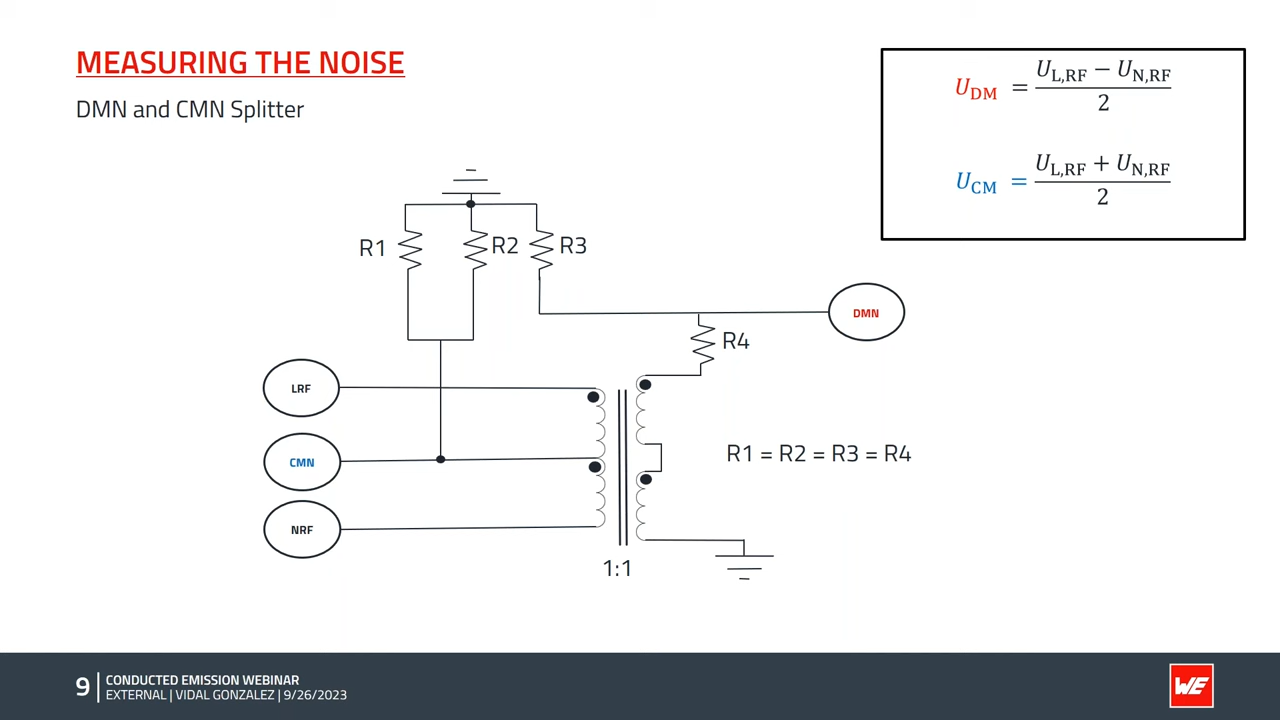 MEASURING THE NOISE
DMN and CMN Splitter
U_DM = (U_L,RF − U_N,RF) / 2
U_CM = (U_L,RF + U_N,RF) / 2
R1
R2
R3
DMN
R4
LRF
CMN
R1 = R2 = R3 = R4
NRF
1:1
9
CONDUCTED EMISSION WEBINAR
EXTERNAL | VIDAL GONZALEZ | 9/26/2023
WE